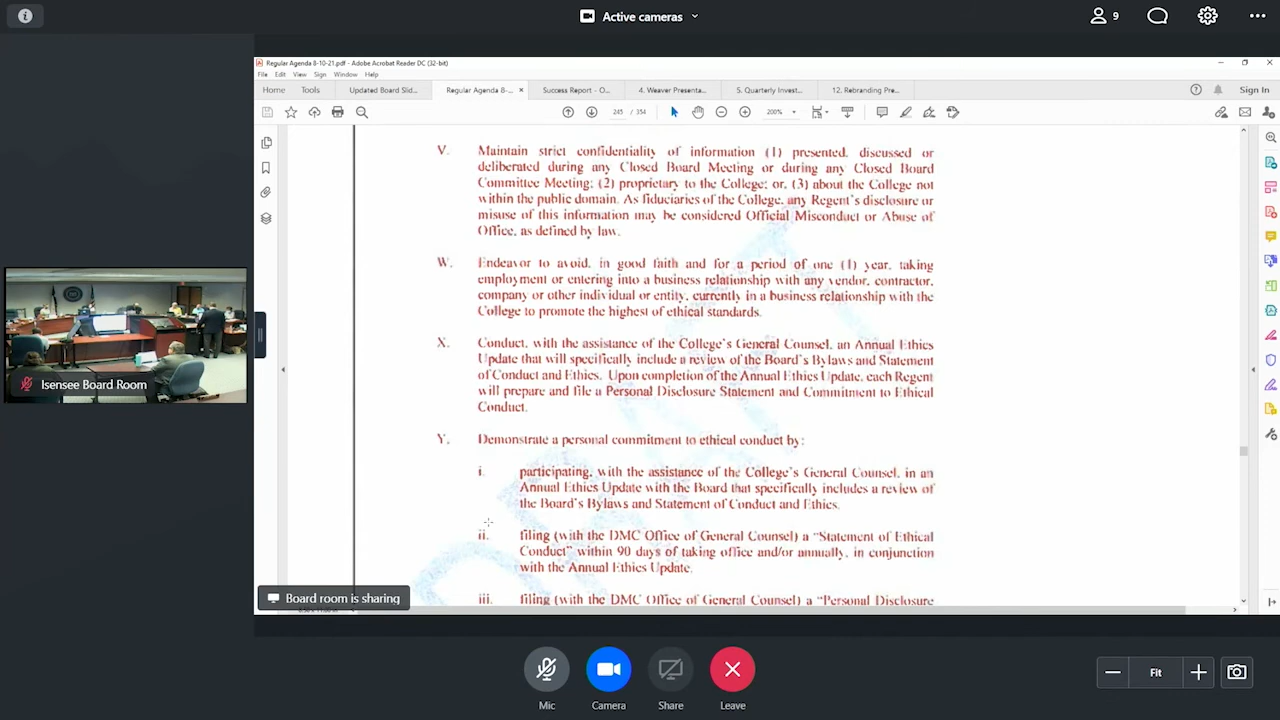 Active cameras
9
Regular Agenda 8-10-21.pdf - Adobe Acrobat Reader DC (32-bit)
File Edit View Sign Window Help
Home Tools Updated Board Slid... Regular Agenda 8-... Success Report - O... 4. Weaver Presenta... 5. Quarterly Invest... 12. Rebranding Pre... Sign In
245 / 354 200%
V. Maintain strict confidentiality of information (1) presented, discussed or
deliberated during any Closed Board Meeting or during any Closed Board
Committee Meeting; (2) proprietary to the College; or, (3) about the College not
within the public domain. As fiduciaries of the College, any Regent's disclosure or
misuse of this information may be considered Official Misconduct or Abuse of
Office, as defined by law.
W. Endeavor to avoid, in good faith and for a period of one (1) year, taking
employment or entering into a business relationship with any vendor, contractor,
company or other individual or entity, currently in a business relationship with the
College to promote the highest of ethical standards.
X. Conduct, with the assistance of the College's General Counsel, an Annual Ethics
Update that will specifically include a review of the Board's Bylaws and Statement
of Conduct and Ethics. Upon completion of the Annual Ethics Update, each Regent
will prepare and file a Personal Disclosure Statement and Commitment to Ethical
Conduct.
Y. Demonstrate a personal commitment to ethical conduct by:
i. participating, with the assistance of the College's General Counsel, in an
Annual Ethics Update with the Board that specifically includes a review of
the Board's Bylaws and Statement of Conduct and Ethics.
ii. filing (with the DMC Office of General Counsel) a "Statement of Ethical
Conduct" within 90 days of taking office and/or annually, in conjunction
with the Annual Ethics Update.
iii. filing (with the DMC Office of General Counsel) a "Personal Disclosure
Isensee Board Room
Board room is sharing
Mic Camera Share Leave
Fit